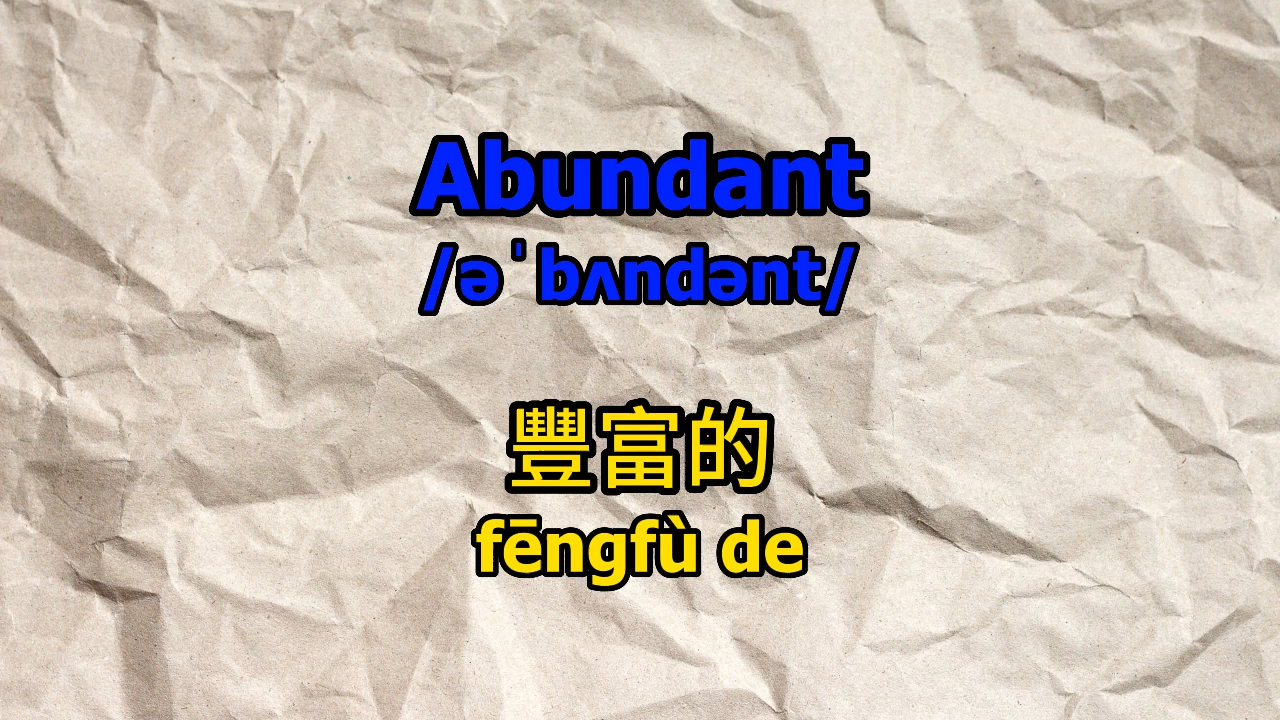 Abundant
/əˈbʌndənt/
豐富的
fēngfù de